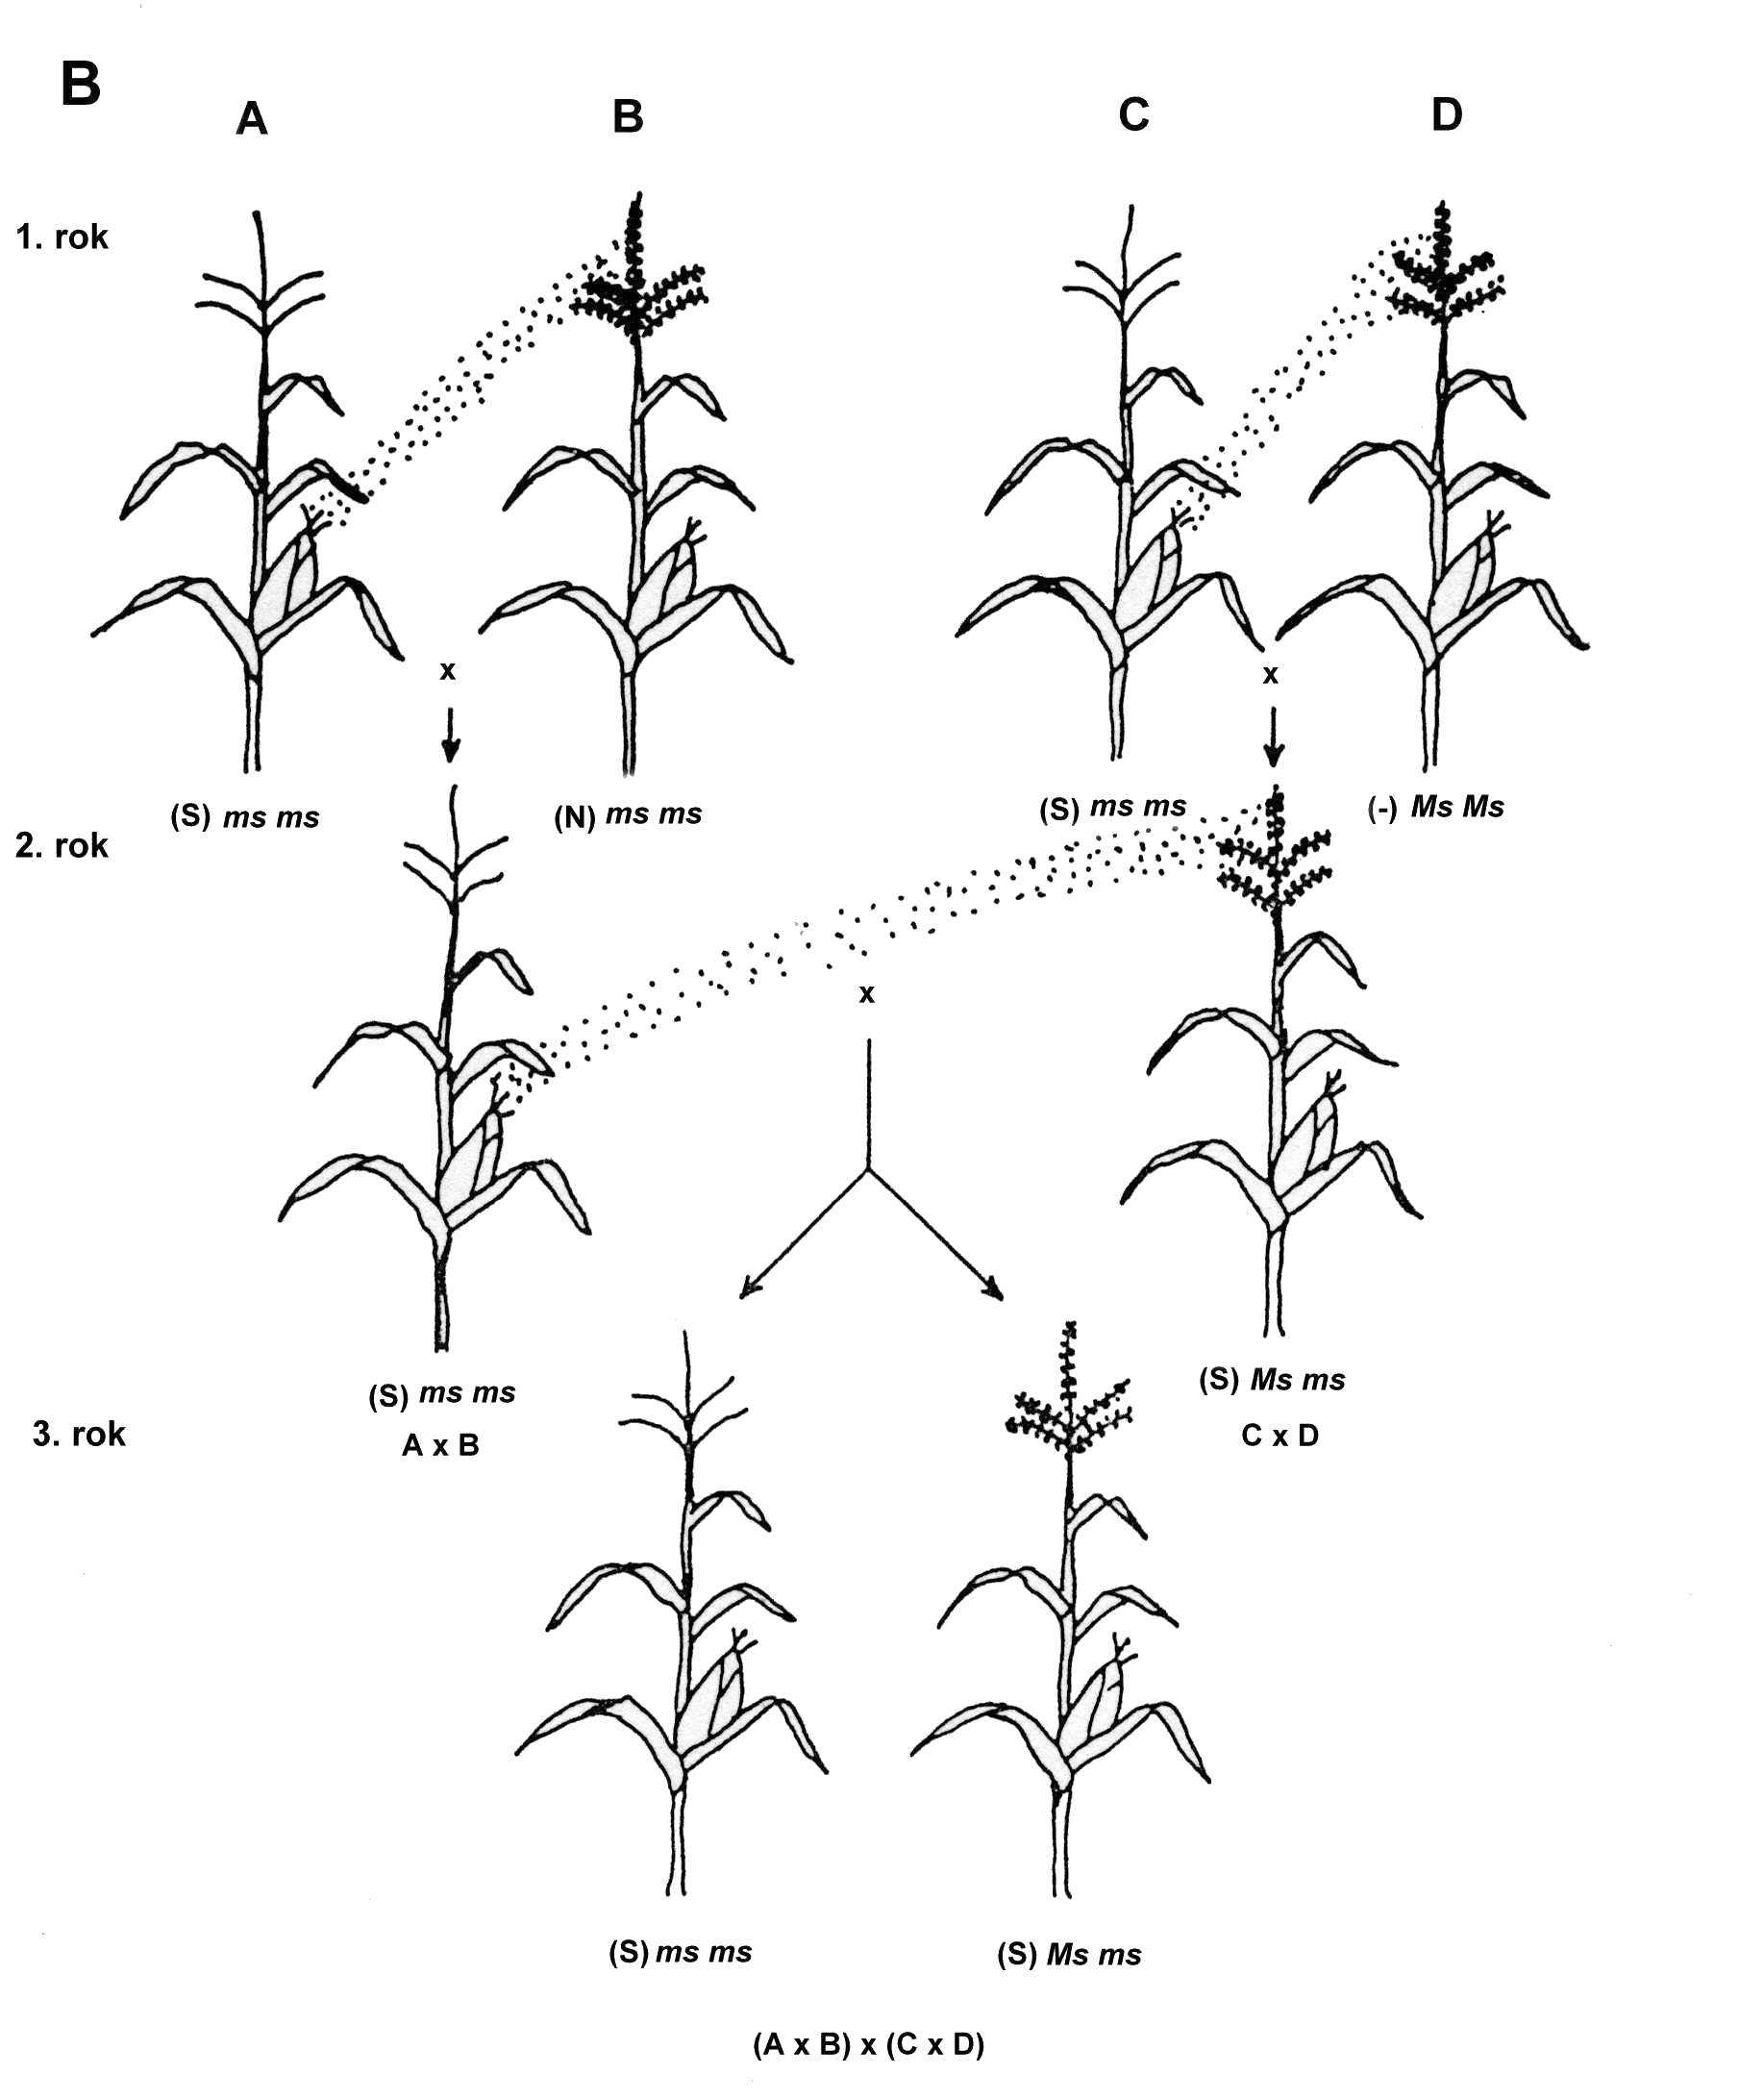 B
A B C D
1. rok
x x
(S) ms ms (N) ms ms (S) ms ms (-) Ms Ms
2. rok
x
(S) ms ms (S) Ms ms
3. rok
A x B C x D
(S) ms ms (S) Ms ms
(A x B) x (C x D)